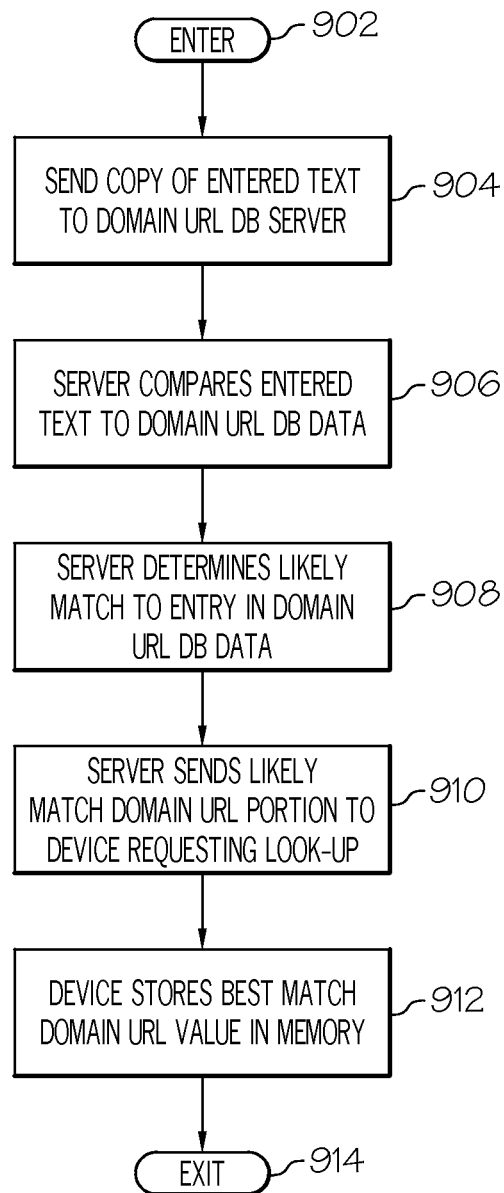 ENTER
902
SEND COPY OF ENTERED TEXT
TO DOMAIN URL DB SERVER
904
SERVER COMPARES ENTERED
TEXT TO DOMAIN URL DB DATA
906
SERVER DETERMINES LIKELY
MATCH TO ENTRY IN DOMAIN
URL DB DATA
908
SERVER SENDS LIKELY
MATCH DOMAIN URL PORTION TO
DEVICE REQUESTING LOOK-UP
910
DEVICE STORES BEST MATCH
DOMAIN URL VALUE IN MEMORY
912
EXIT
914